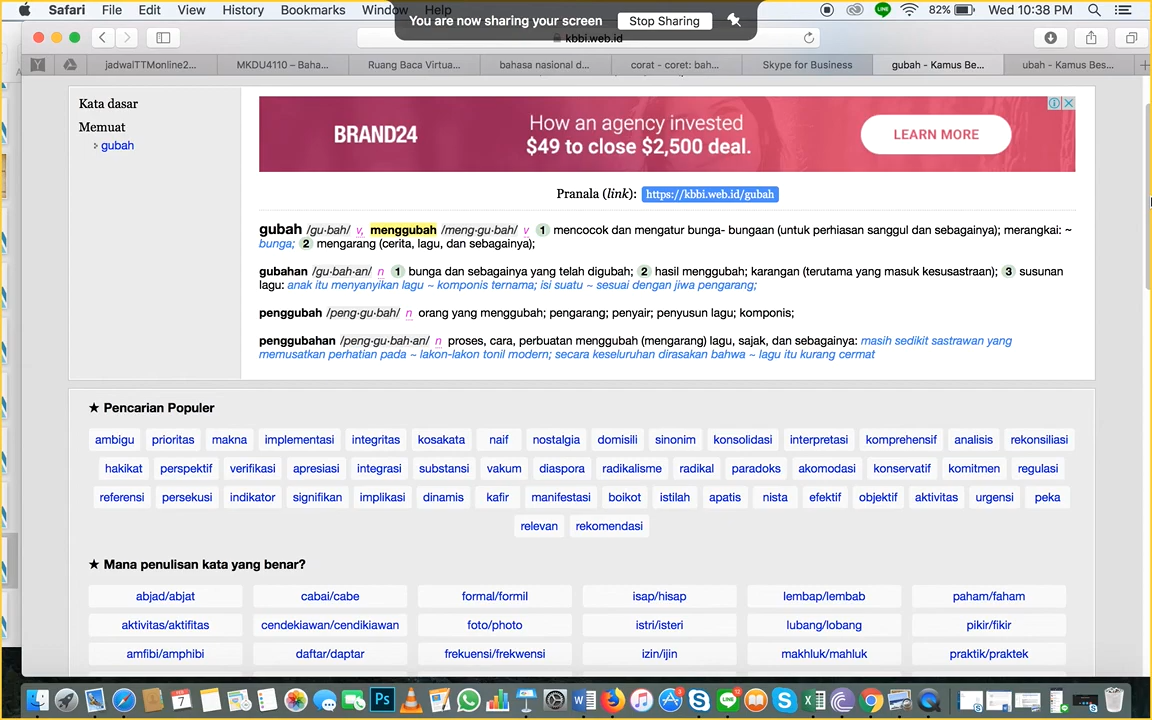 Safari File Edit View History Bookmarks Window
You are now sharing your screen Stop Sharing
82% Wed 10:38 PM
kbbi.web.id
jadwalTTMonline2... MKDU4110 – Baha... Ruang Baca Virtua... bahasa nasional d... corat - coret: bah... Skype for Business gubah - Kamus Be... ubah - Kamus Bes...
Kata dasar
Memuat
gubah
BRAND24
How an agency invested
$49 to close $2,500 deal.
LEARN MORE
Pranala (link): https://kbbi.web.id/gubah
gubah /gu·bah/ v, menggubah /meng·gu·bah/ v 1 mencocok dan mengatur bunga- bungaan (untuk perhiasan sanggul dan sebagainya); merangkai: ~
bunga; 2 mengarang (cerita, lagu, dan sebagainya);
gubahan /gu·bah·an/ n 1 bunga dan sebagainya yang telah digubah; 2 hasil menggubah; karangan (terutama yang masuk kesusastraan); 3 susunan
lagu: anak itu menyanyikan lagu ~ komponis ternama; isi suatu ~ sesuai dengan jiwa pengarang;
penggubah /peng·gu·bah/ n orang yang menggubah; pengarang; penyair; penyusun lagu; komponis;
penggubahan /peng·gu·bah·an/ n proses, cara, perbuatan menggubah (mengarang) lagu, sajak, dan sebagainya: masih sedikit sastrawan yang
memusatkan perhatian pada ~ lakon-lakon tonil modern; secara keseluruhan dirasakan bahwa ~ lagu itu kurang cermat
★ Pencarian Populer
ambigu prioritas makna implementasi integritas kosakata naif nostalgia domisili sinonim konsolidasi interpretasi komprehensif analisis rekonsiliasi
hakikat perspektif verifikasi apresiasi integrasi substansi vakum diaspora radikalisme radikal paradoks akomodasi konservatif komitmen regulasi
referensi persekusi indikator signifikan implikasi dinamis kafir manifestasi boikot istilah apatis nista efektif objektif aktivitas urgensi peka
relevan rekomendasi
★ Mana penulisan kata yang benar?
abjad/abjat cabai/cabe formal/formil isap/hisap lembap/lembab paham/faham
aktivitas/aktifitas cendekiawan/cendikiawan foto/photo istri/isteri lubang/lobang pikir/fikir
amfibi/amphibi daftar/daptar frekuensi/frekwensi izin/ijin makhluk/mahluk praktik/praktek